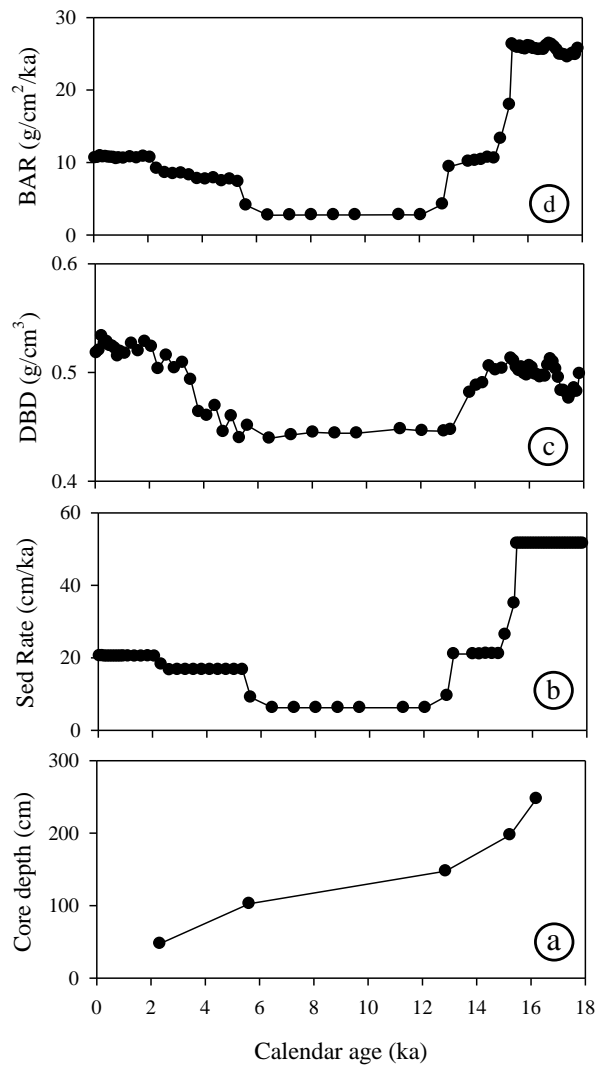 30
20
10
0
BAR (g/cm²/ka)
d
0.6
0.5
0.4
DBD (g/cm³)
c
60
40
20
0
Sed Rate (cm/ka)
b
300
200
100
0
Core depth (cm)
a
0 2 4 6 8 10 12 14 16 18
Calendar age (ka)